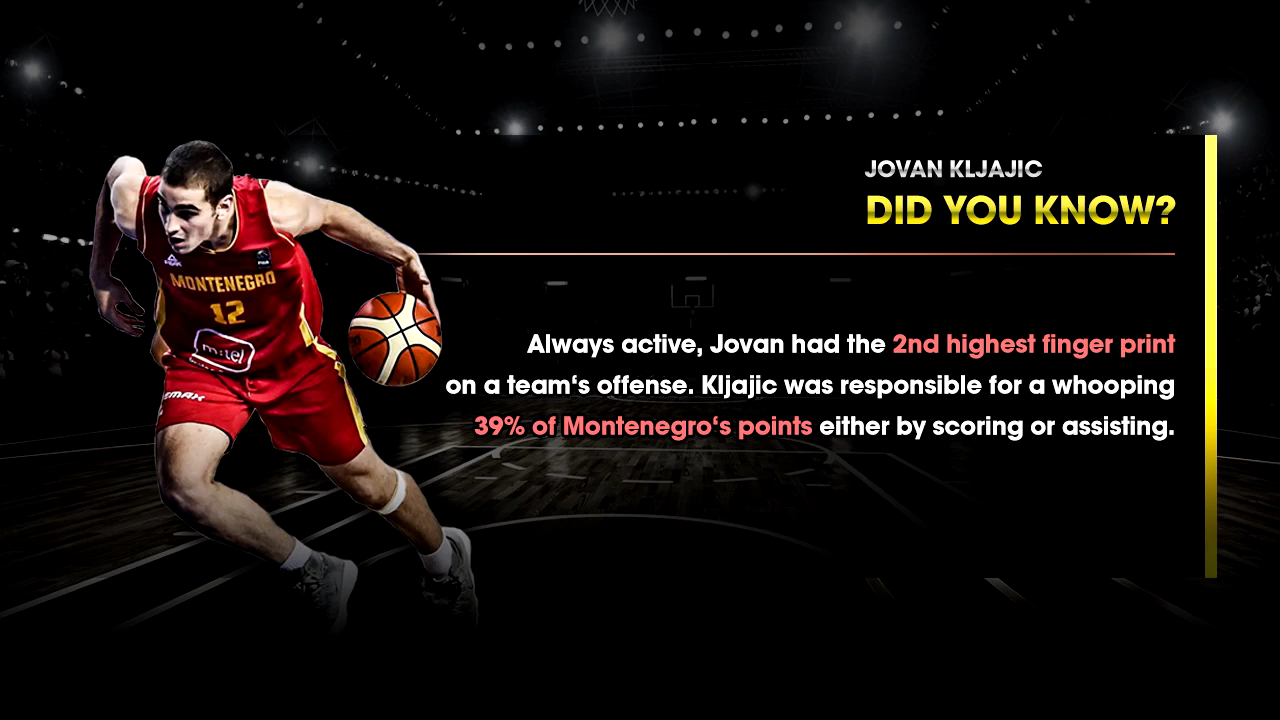 JOVAN KLJAJIC
DID YOU KNOW?
MONTENEGRO
12
m:tel
Always active, Jovan had the 2nd highest finger print
on a team‘s offense. Kljajic was responsible for a whooping
39% of Montenegro‘s points either by scoring or assisting.